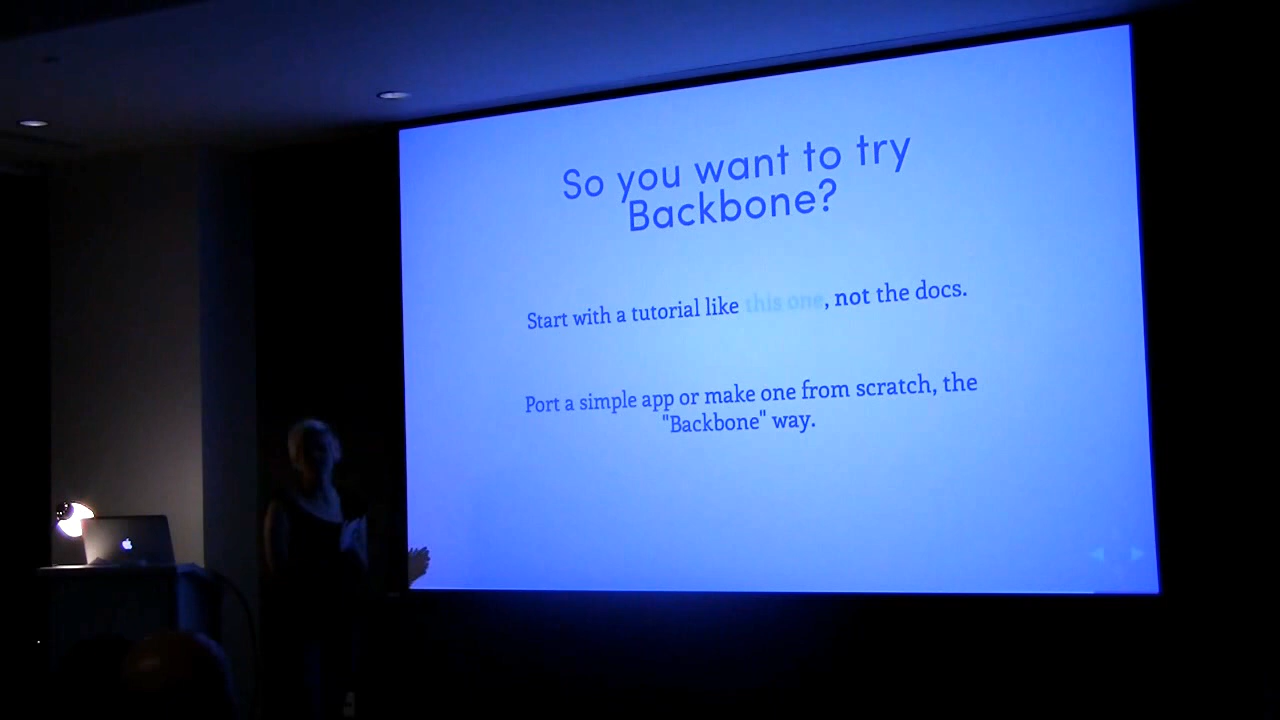 So you want to try
Backbone?
Start with a tutorial like this one, not the docs.
Port a simple app or make one from scratch, the
"Backbone" way.